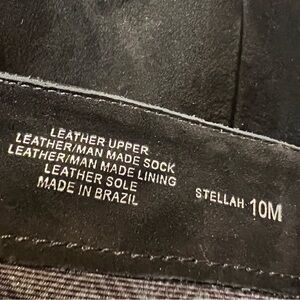 LEATHER UPPER
LEATHER/MAN MADE SOCK
LEATHER/MAN MADE LINING
LEATHER SOLE
MADE IN BRAZIL
STELLAH 10M